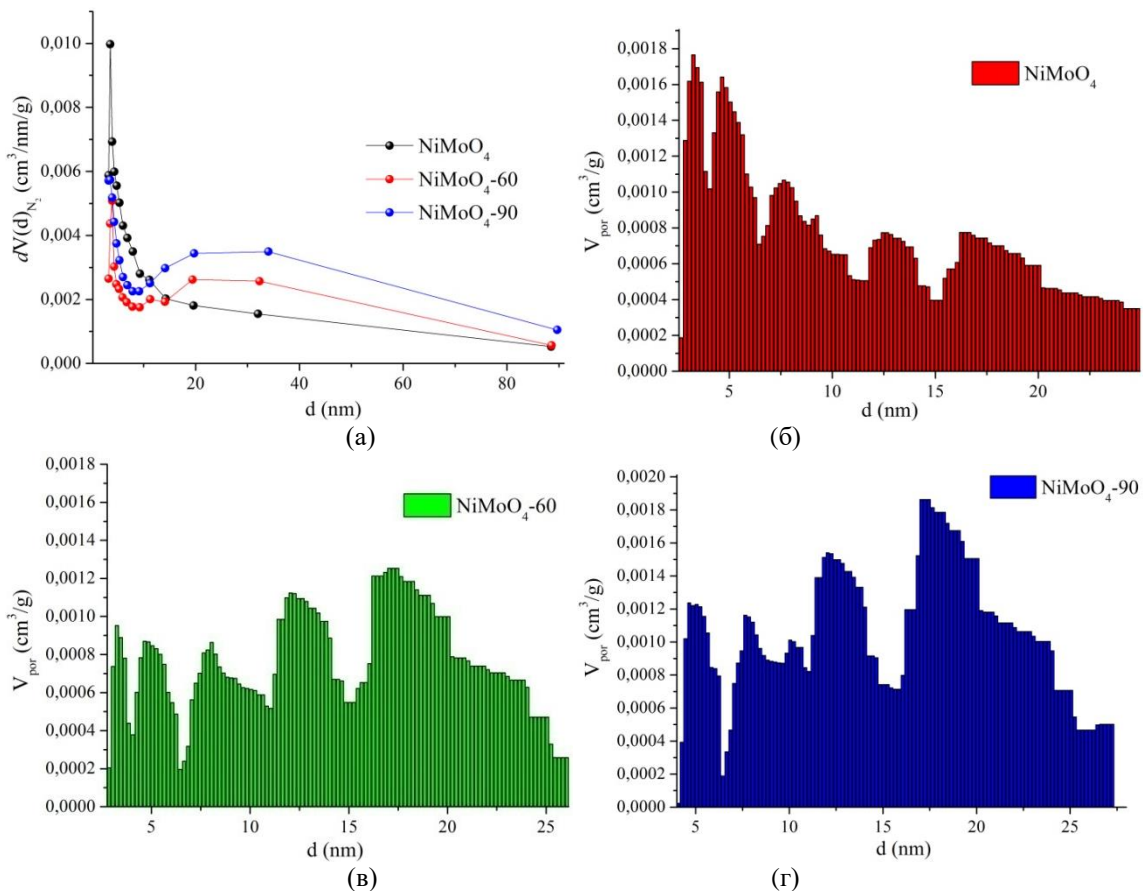 0,010
0,008
0,006
0,004
0,002
0,000
dV(d)N₂ (cm³/nm/g)
NiMoO₄
NiMoO₄-60
NiMoO₄-90
20 40 60 80
d (nm)
(а)
0,0018
0,0016
0,0014
0,0012
0,0010
0,0008
0,0006
0,0004
0,0002
0,0000
Vpor (cm³/g)
NiMoO₄
5 10 15 20
d (nm)
(б)
0,0018
0,0016
0,0014
0,0012
0,0010
0,0008
0,0006
0,0004
0,0002
0,0000
Vpor (cm³/g)
NiMoO₄-60
5 10 15 20 25
d (nm)
(в)
0,0020
0,0018
0,0016
0,0014
0,0012
0,0010
0,0008
0,0006
0,0004
0,0002
0,0000
Vpor (cm³/g)
NiMoO₄-90
5 10 15 20 25
d (nm)
(г)